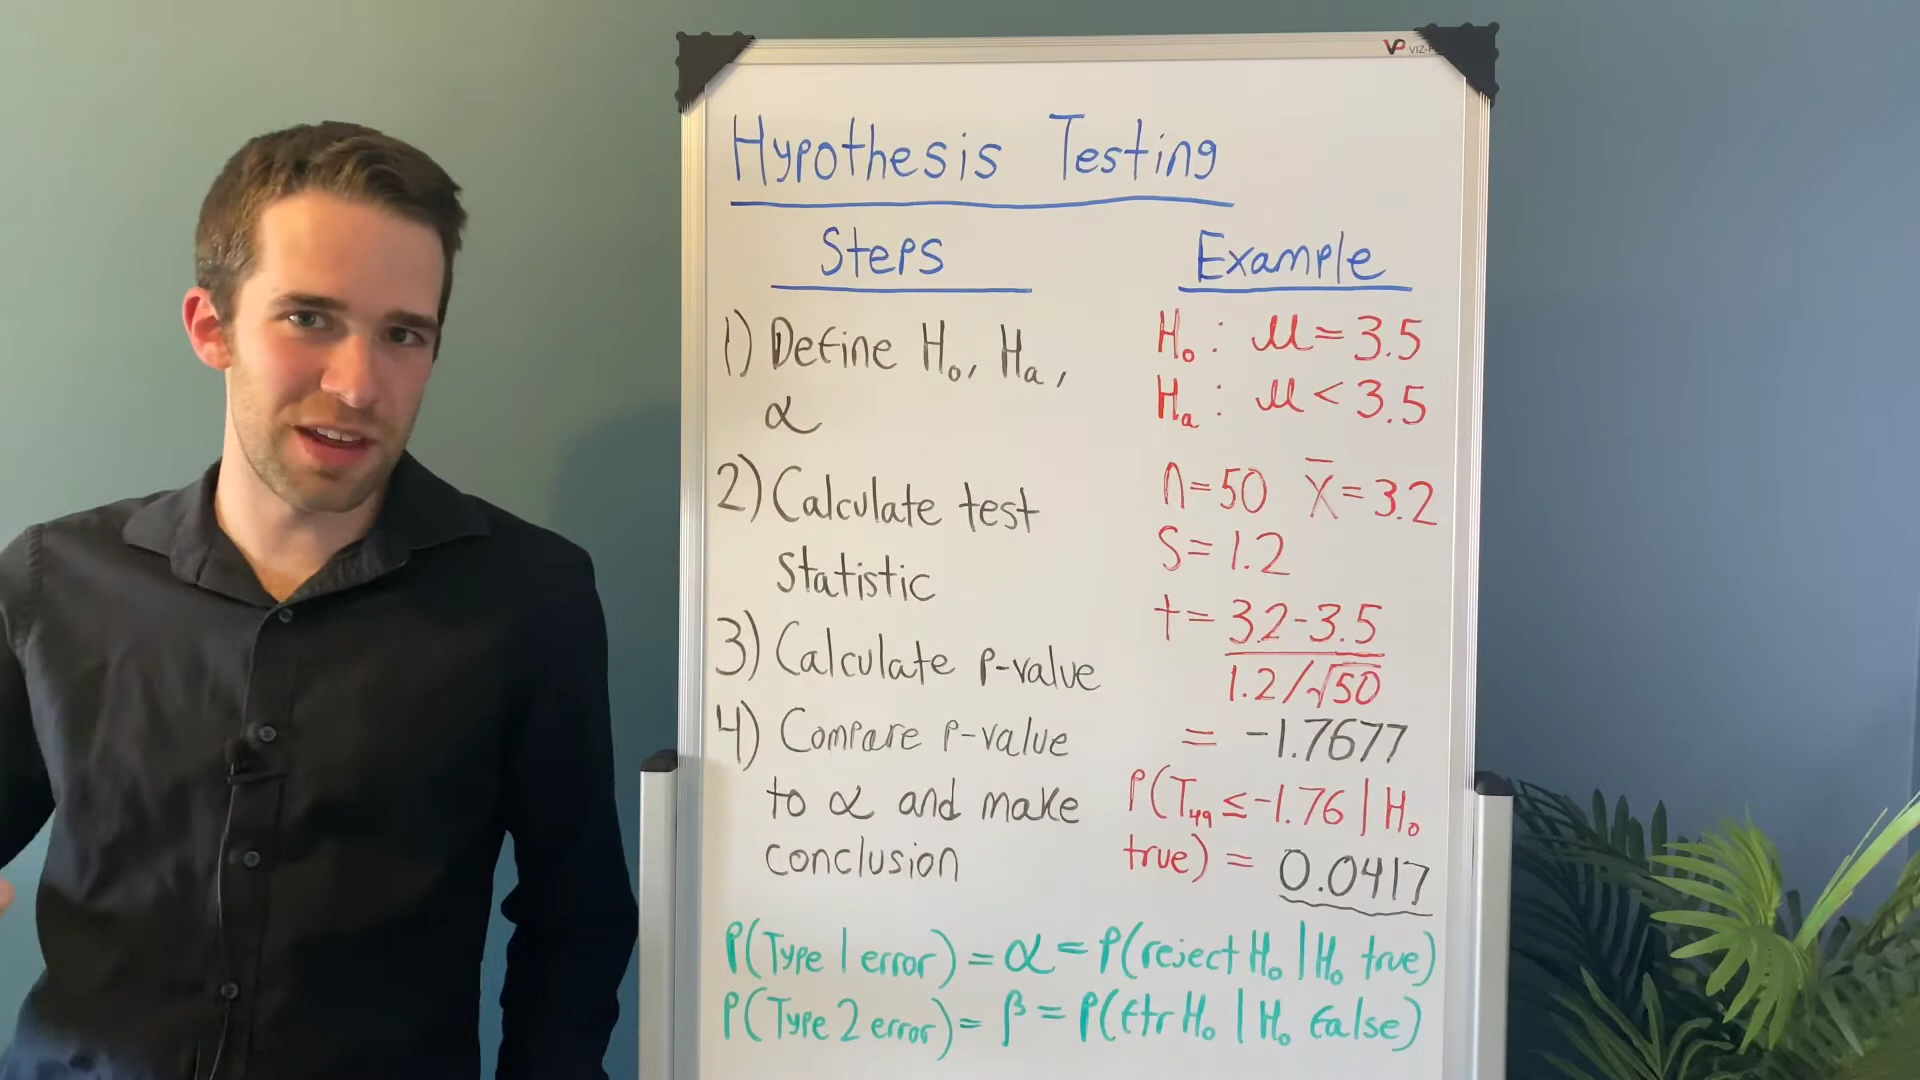 Hypothesis Testing
Steps
1) Define H₀, Hₐ,
α
2) Calculate test
statistic
3) Calculate p-value
4) Compare p-value
to α and make
conclusion
Example
H₀: μ = 3.5
Hₐ: μ < 3.5
n=50 x̄=3.2
S=1.2
t = 3.2-3.5
1.2/√50
= -1.7677
P(T₄₉ ≤ -1.76 | H₀
true) = 0.0417
P(Type 1 error) = α = P(reject H₀ | H₀ true)
P(Type 2 error) = β = P(ftr H₀ | H₀ false)